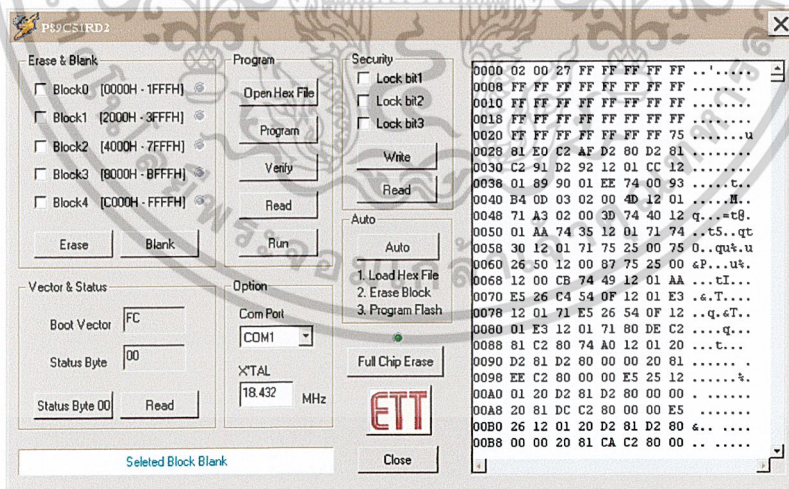 P89C51RD2
Erase & Blank
Block0 [0000H - 1FFFH]
Block1 [2000H - 3FFFH]
Block2 [4000H - 7FFFH]
Block3 [8000H - BFFFH]
Block4 [C000H - FFFFH]
Erase Blank
Vector & Status
Boot Vector FC
Status Byte 00
Status Byte 00 Read
Seleted Block Blank
Program
Open Hex File
Program
Verify
Read
Run
Option
Com Port
COM1
X'TAL
18.432 MHz
Security
Lock bit1
Lock bit2
Lock bit3
Write
Read
Auto
Auto
1. Load Hex File
2. Erase Block
3. Program Flash
Full Chip Erase
ETT
Close
0000 02 00 27 FF FF FF FF FF ..'.....
0008 FF FF FF FF FF FF FF FF ........
0010 FF FF FF FF FF FF FF FF ........
0018 FF FF FF FF FF FF FF FF ........
0020 FF FF FF FF FF FF FF 75 .......u
0028 81 E0 C2 AF D2 80 D2 81 ........
0030 C2 91 D2 92 12 01 CC 12 ........
0038 01 89 90 01 EE 74 00 93 .....t..
0040 B4 0D 03 02 00 4D 12 01 .....M..
0048 71 A3 02 00 3D 74 40 12 q...=t@.
0050 01 AA 74 35 12 01 71 74 ..t5..qt
0058 30 12 01 71 75 25 00 75 0..qu%.u
0060 26 50 12 00 87 75 25 00 &P...u%.
0068 12 00 CB 74 49 12 01 AA ...tI...
0070 E5 26 C4 54 0F 12 01 E3 .&.T....
0078 12 01 71 E5 26 54 0F 12 ..q.&T..
0080 01 E3 12 01 71 80 DE C2 ....q...
0088 81 C2 80 74 A0 12 01 20 ...t...
0090 D2 81 D2 80 00 00 20 81 ...... .
0098 EE C2 80 00 00 E5 25 12 ......%.
00A0 01 20 D2 81 D2 80 00 00 . ......
00A8 20 81 DC C2 80 00 00 E5 .......
00B0 26 12 01 20 D2 81 D2 80 &.. ....
00B8 00 00 20 81 CA C2 80 00 .. .....